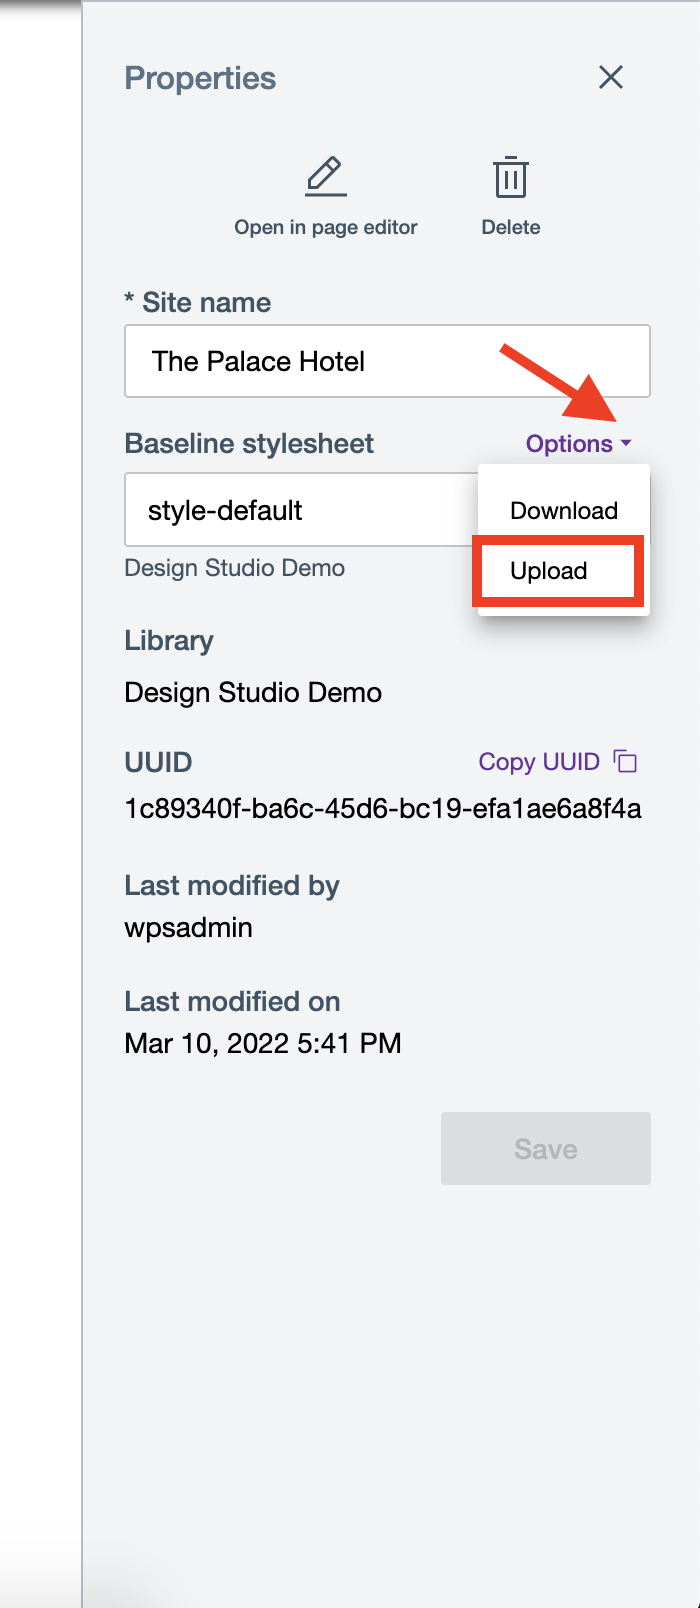 Properties
Open in page editor
Delete
* Site name
The Palace Hotel
Baseline stylesheet
Options
style-default
Download
Upload
Design Studio Demo
Library
Design Studio Demo
UUID
Copy UUID
1c89340f-ba6c-45d6-bc19-efa1ae6a8f4a
Last modified by
wpsadmin
Last modified on
Mar 10, 2022 5:41 PM
Save